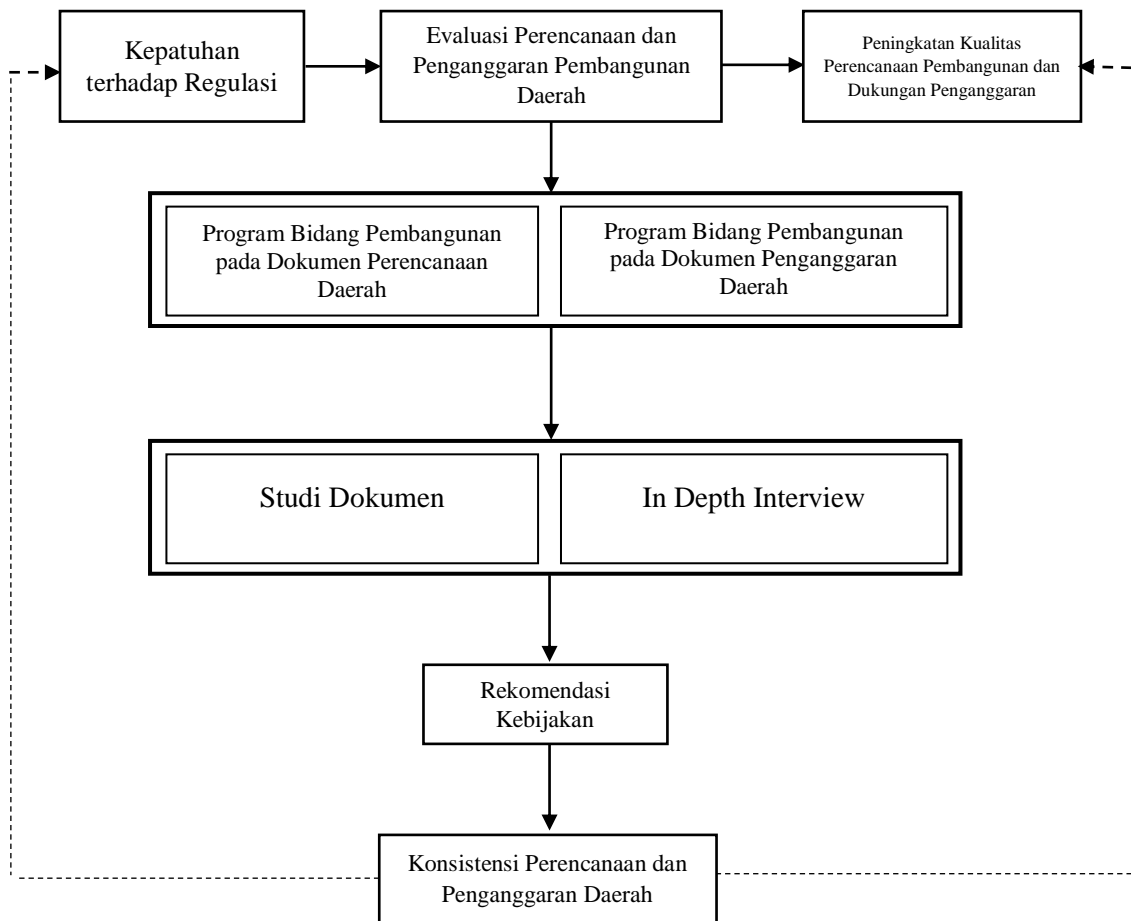 Kepatuhan
terhadap Regulasi
Evaluasi Perencanaan dan
Penganggaran Pembangunan
Daerah
Peningkatan Kualitas
Perencanaan Pembangunan dan
Dukungan Penganggaran
Program Bidang Pembangunan
pada Dokumen Perencanaan
Daerah
Program Bidang Pembangunan
pada Dokumen Penganggaran
Daerah
Studi Dokumen
In Depth Interview
Rekomendasi
Kebijakan
Konsistensi Perencanaan dan
Penganggaran Daerah